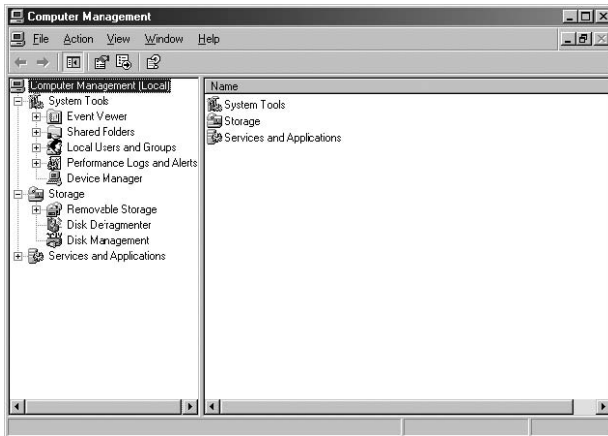 Computer Management
File Action View Window Help
Computer Management (Local)
System Tools
Event Viewer
Shared Folders
Local Users and Groups
Performance Logs and Alerts
Device Manager
Storage
Removable Storage
Disk Defragmenter
Disk Management
Services and Applications
Name
System Tools
Storage
Services and Applications